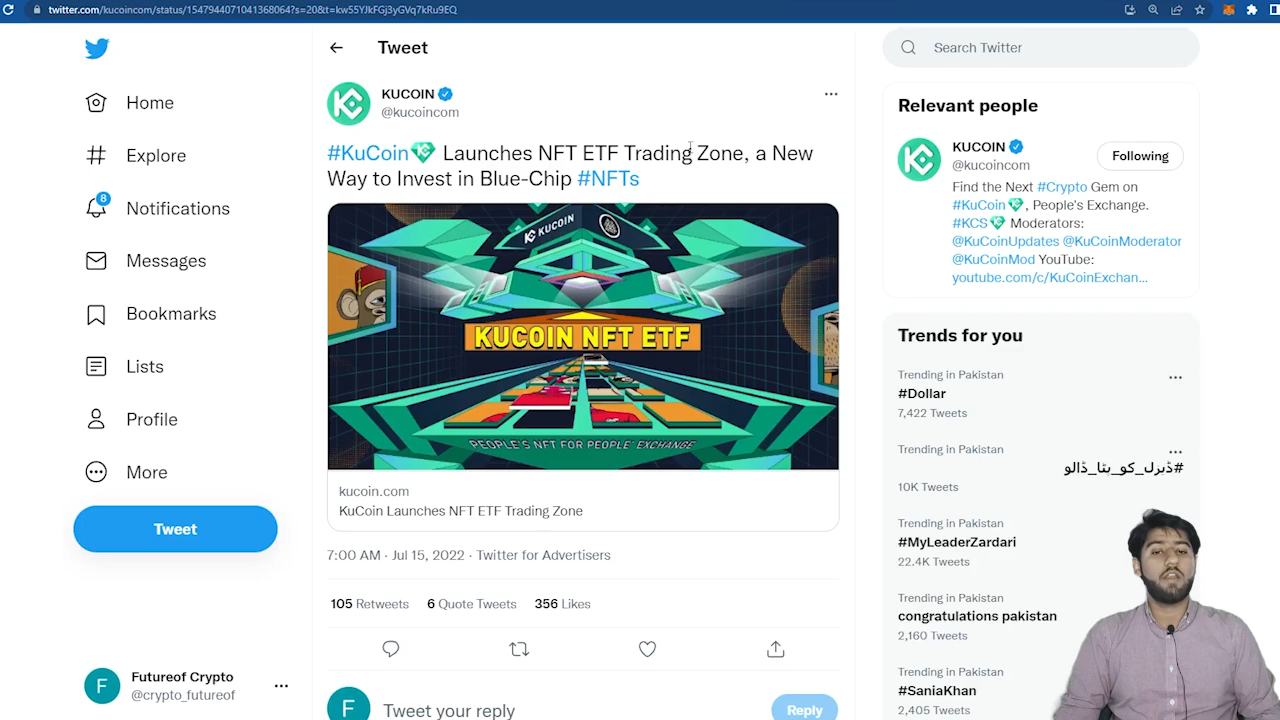 twitter.com/kucoincom/status/1547944071041368064?s=20&t=kw55YJkFGj3yGVq7kRu9EQ
Home
Explore
8
Notifications
Messages
Bookmarks
Lists
Profile
More
Tweet
F
Futureof Crypto
@crypto_futureof
Tweet
KUCOIN
@kucoincom
#KuCoin Launches NFT ETF Trading Zone, a New
Way to Invest in Blue-Chip #NFTs
KUCOIN
KUCOIN NFT ETF
PEOPLE'S NFT FOR PEOPLE' EXCHANGE
kucoin.com
KuCoin Launches NFT ETF Trading Zone
7:00 AM · Jul 15, 2022 · Twitter for Advertisers
105 Retweets 6 Quote Tweets 356 Likes
F
Tweet your reply
Reply
Search Twitter
Relevant people
KUCOIN
@kucoincom
Following
Find the Next #Crypto Gem on
#KuCoin, People's Exchange.
#KCS Moderators:
@KuCoinUpdates @KuCoinModerator
@KuCoinMod YouTube:
youtube.com/c/KuCoinExchan...
Trends for you
Trending in Pakistan
#Dollar
7,422 Tweets
Trending in Pakistan
#ڈیزل_کو_ہٹا_ڈالو
10K Tweets
Trending in Pakistan
#MyLeaderZardari
22.4K Tweets
Trending in Pakistan
congratulations pakistan
2,160 Tweets
Trending in Pakistan
#SaniaKhan
2,405 Tweets